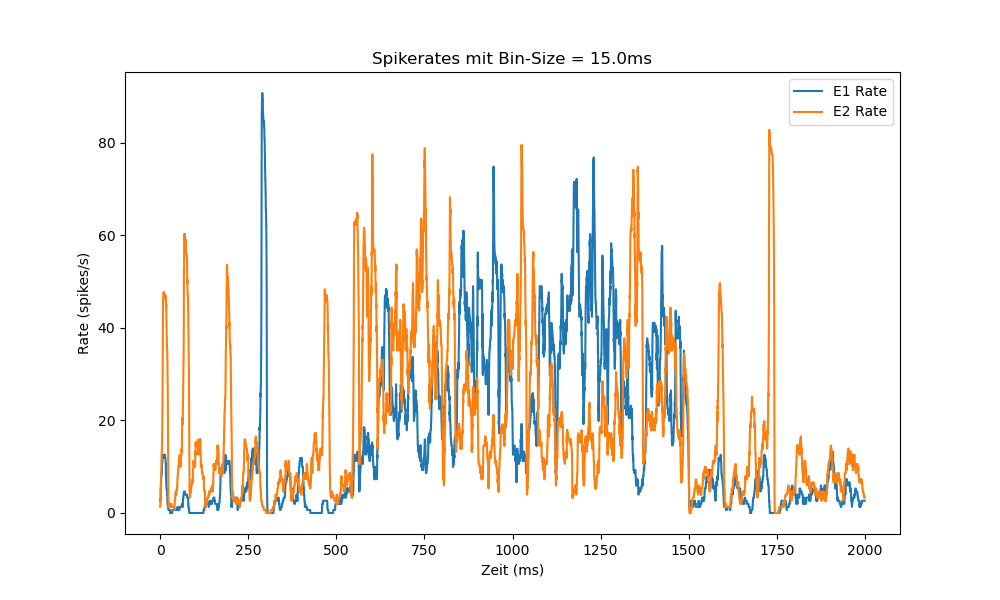 Spikerates mit Bin-Size = 15.0ms
E1 Rate
E2 Rate
80
60
40
20
0
Rate (spikes/s)
0 250 500 750 1000 1250 1500 1750 2000
Zeit (ms)